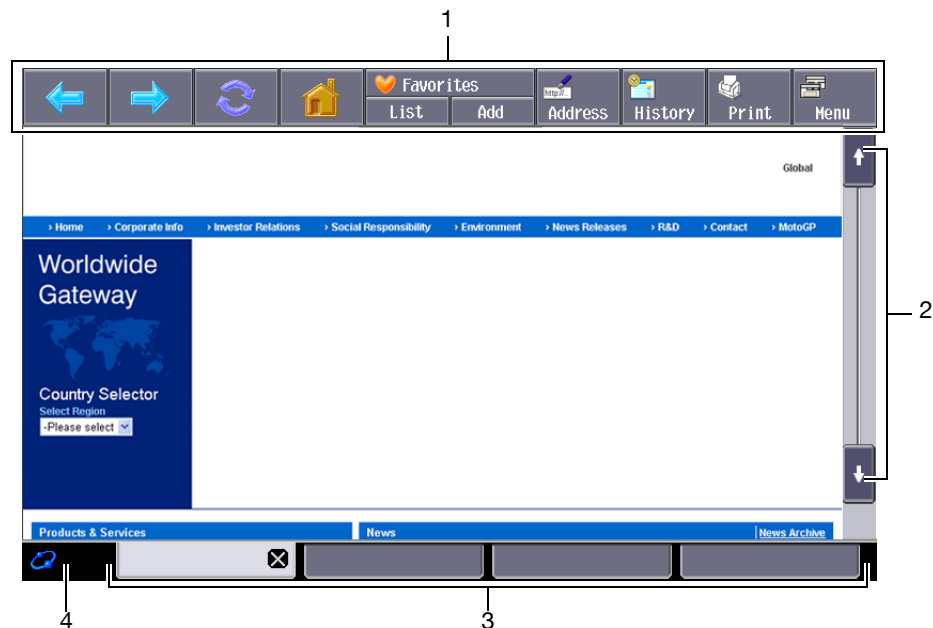 1
Favorites
List Add
http://..
Address
History
Print
Menu
Global
› Home › Corporate Info › Investor Relations › Social Responsibility › Environment › News Releases › R&D › Contact › MotoGP
2
Worldwide
Gateway
Country Selector
Select Region
-Please select
Products & Services
News
News Archive
4
3